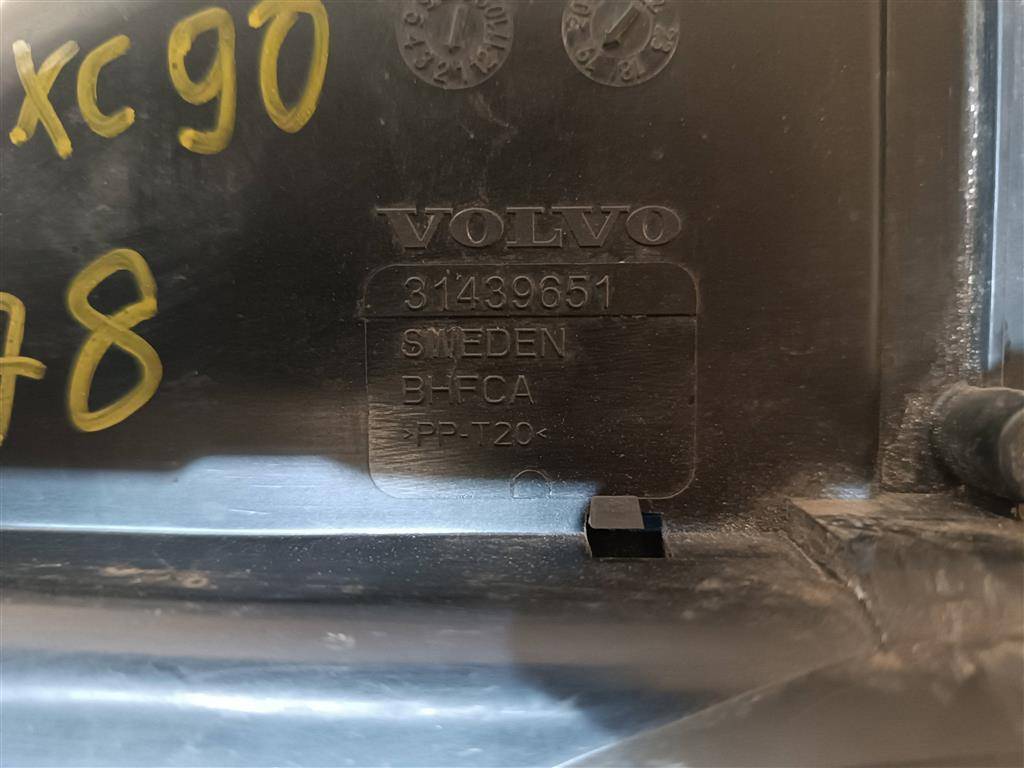 XC90
VOLVO
31439651
78
SWEDEN
BHFCA
>PP-T20<